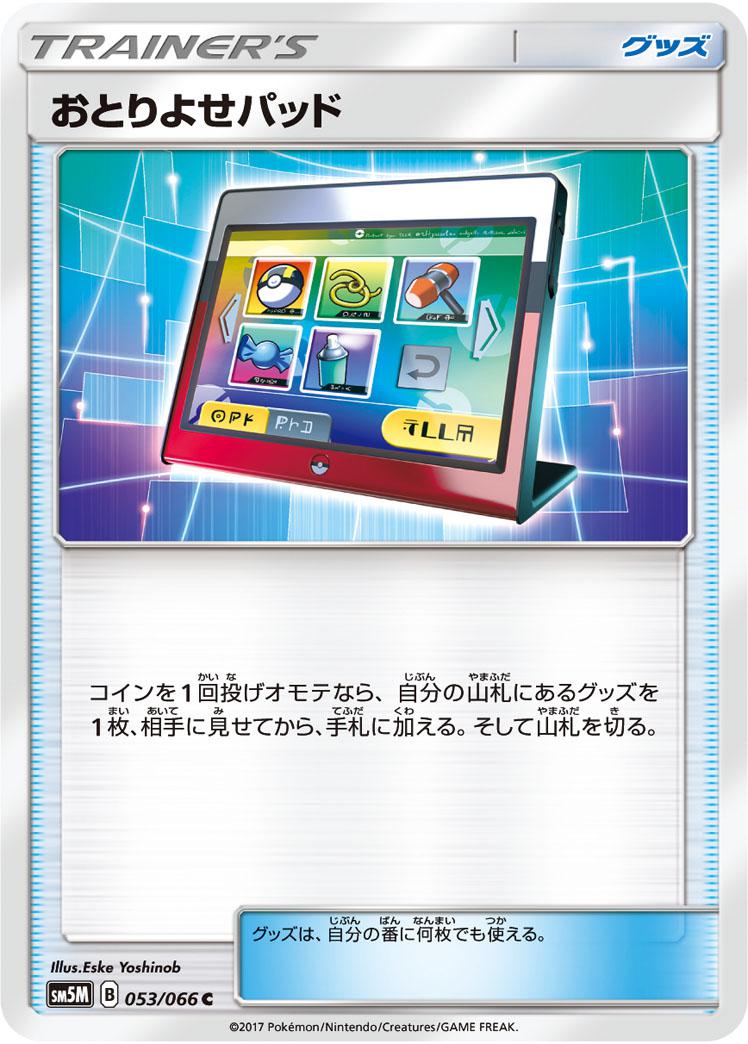 TRAINER'S
グッズ
おとりよせパッド
コインを1回投げオモテなら、自分の山札にあるグッズを
1枚、相手に見せてから、手札に加える。そして山札を切る。
グッズは、自分の番に何枚でも使える。
Illus.Eske Yoshinob
SM5M B 053/066 C
©2017 Pokémon/Nintendo/Creatures/GAME FREAK.